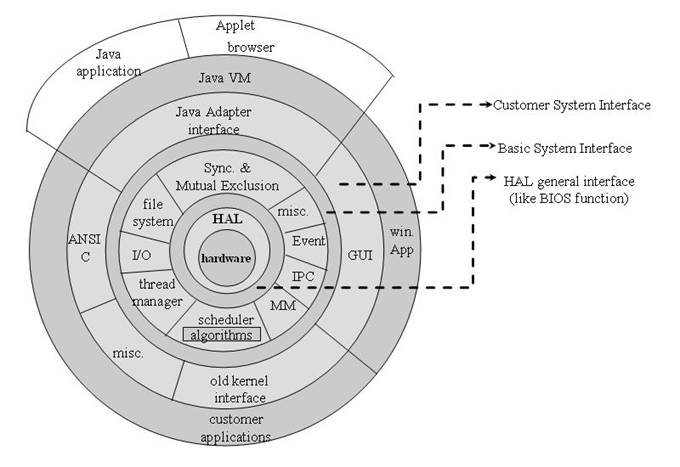 Applet
browser
Java
application
Java VM
Java Adapter
interface
Customer System Interface
Basic System Interface
HAL general interface
(like BIOS function)
Sync. &
Mutual Exclusion
file
system
misc.
HAL
ANSI
C
I/O
hardware
Event
GUI
win.
App
IPC
thread
manager
MM
scheduler
algorithms
misc.
old kernel
interface
customer
applications